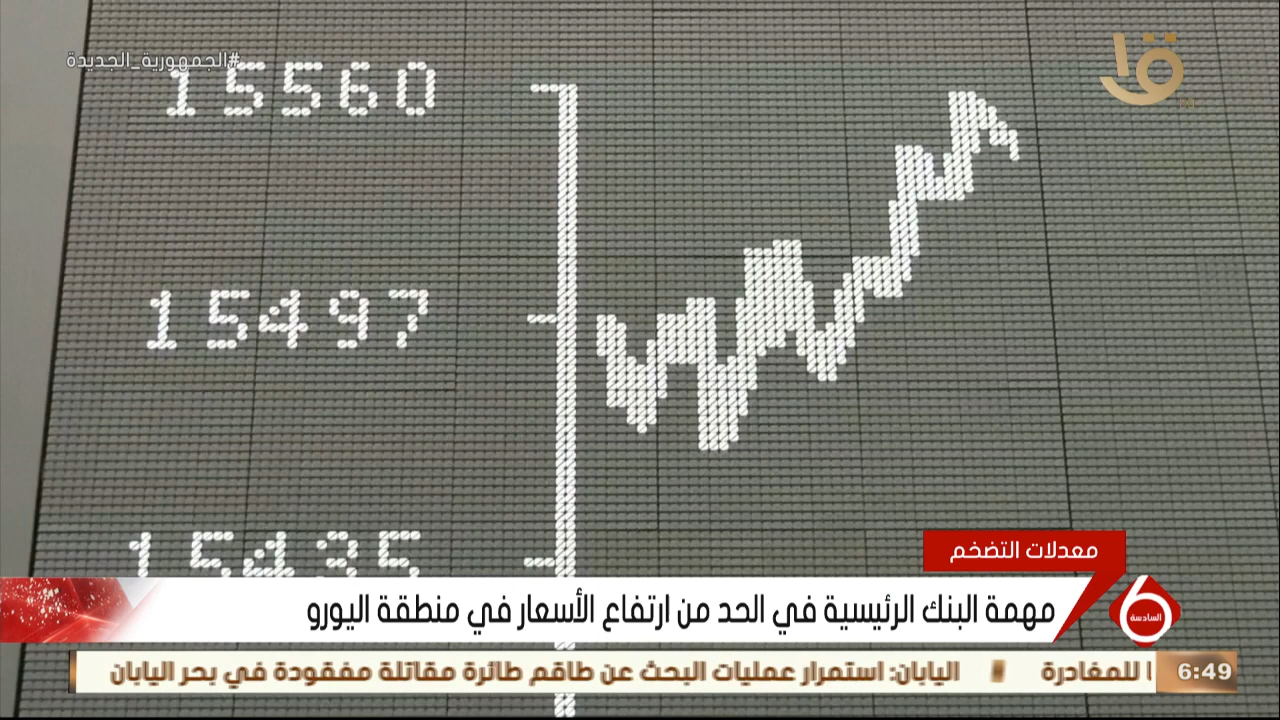 #الجمهورية_الجديدة
15560
15497
15435
معدلات التضخم
السادسة
مهمة البنك الرئيسية في الحد من ارتفاع الأسعار في منطقة اليورو
6:49
للمغادرة
اليابان: استمرار عمليات البحث عن طاقم طائرة مقاتلة مفقودة في بحر اليابان